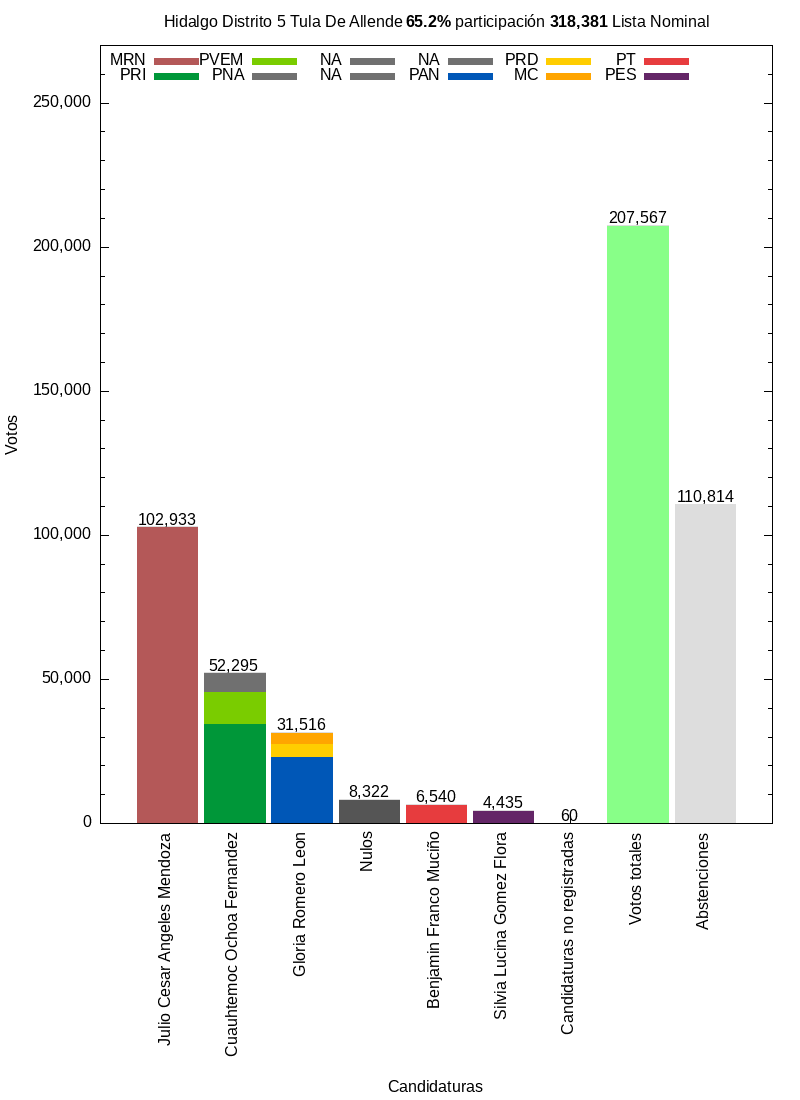 Hidalgo Distrito 5 Tula De Allende 65.2% participación 318,381 Lista Nominal
MRN PVEM NA NA PRD PT
PRI PNA NA PAN MC PES
250,000
200,000
150,000
100,000
50,000
0
Votos
102,933
52,295
31,516
8,322
6,540
4,435
60
207,567
110,814
Julio Cesar Angeles Mendoza
Cuauhtemoc Ochoa Fernandez
Gloria Romero Leon
Nulos
Benjamin Franco Muciño
Silvia Lucina Gomez Flora
Candidaturas no registradas
Votos totales
Abstenciones
Candidaturas